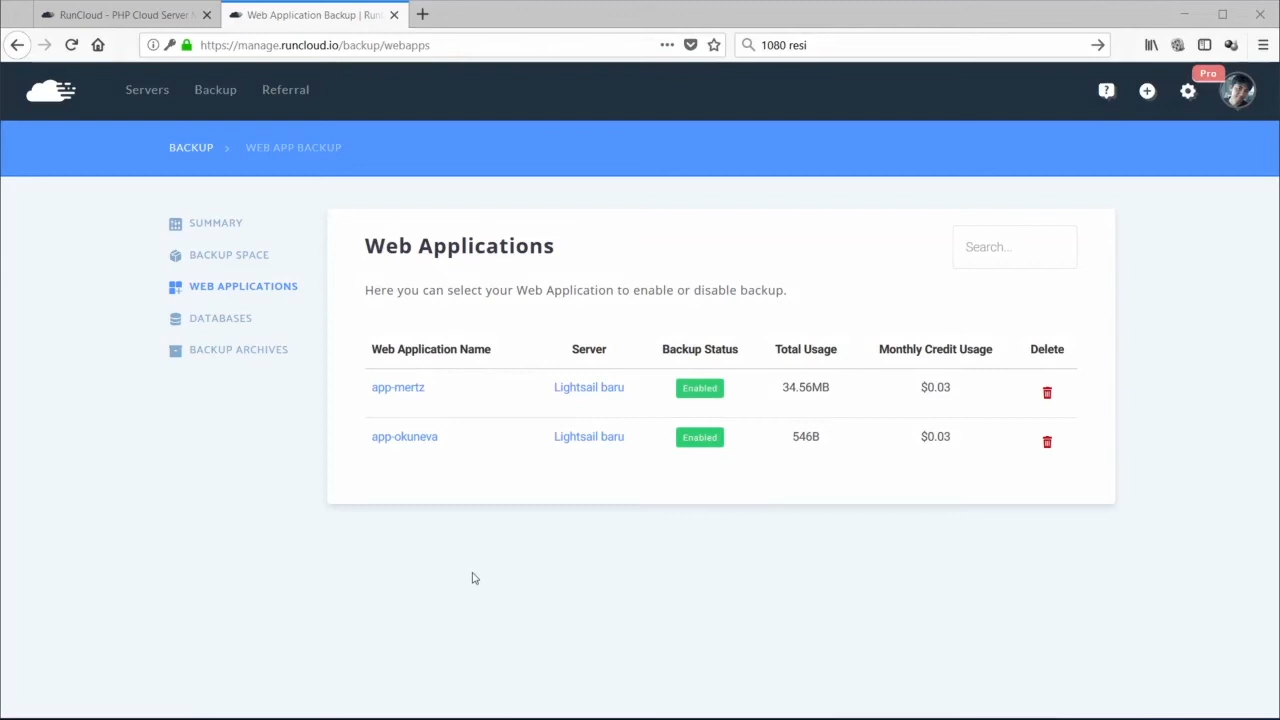 RunCloud - PHP Cloud Server
Web Application Backup | Run
https://manage.runcloud.io/backup/webapps
1080 resi
Servers
Backup
Referral
Pro
BACKUP > WEB APP BACKUP
SUMMARY
BACKUP SPACE
WEB APPLICATIONS
DATABASES
BACKUP ARCHIVES
Web Applications
Search...
Here you can select your Web Application to enable or disable backup.
Web Application Name Server Backup Status Total Usage Monthly Credit Usage Delete
app-mertz Lightsail baru Enabled 34.56MB $0.03
app-okuneva Lightsail baru Enabled 546B $0.03